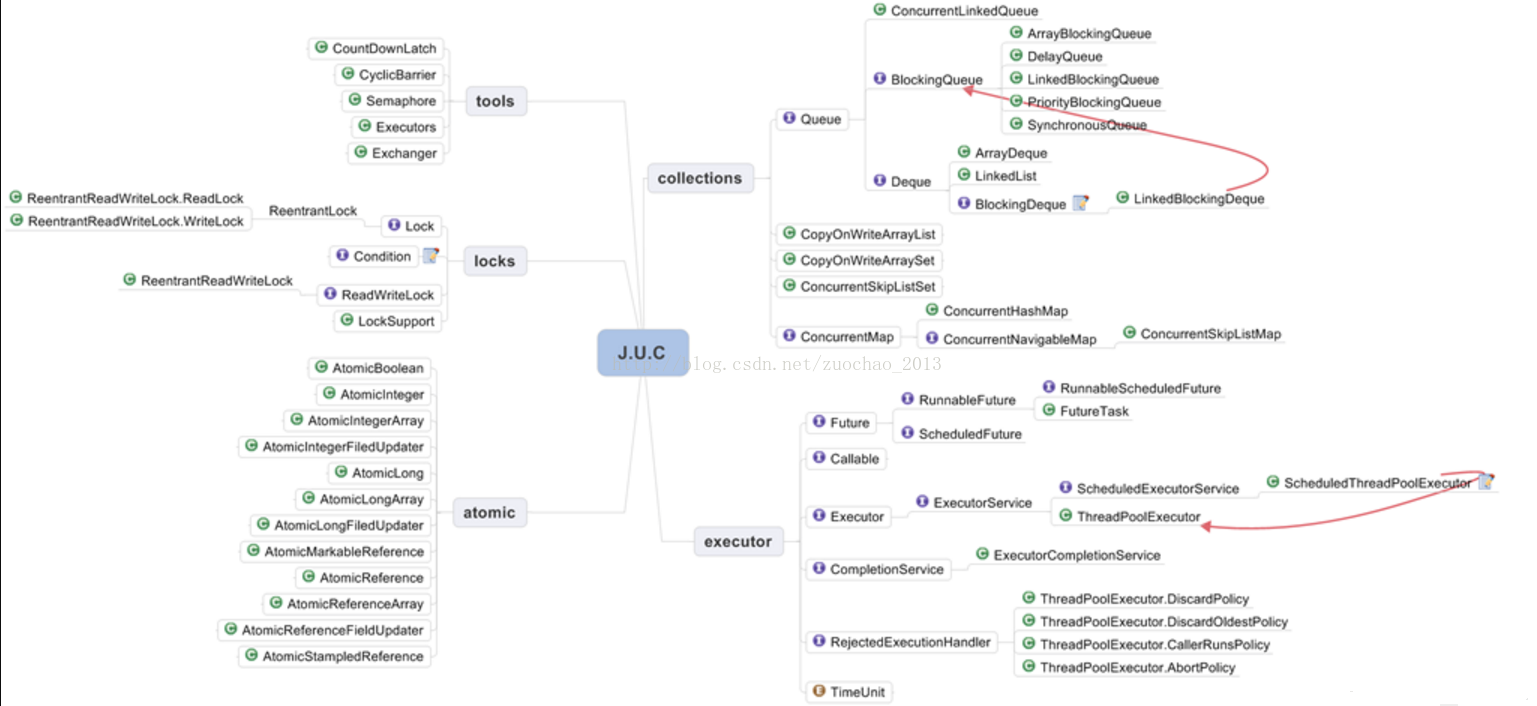 J.U.C
tools
CountDownLatch
CyclicBarrier
Semaphore
Executors
Exchanger
locks
Lock
ReentrantLock
ReentrantReadWriteLock.ReadLock
ReentrantReadWriteLock.WriteLock
Condition
ReadWriteLock
ReentrantReadWriteLock
LockSupport
atomic
AtomicBoolean
AtomicInteger
AtomicIntegerArray
AtomicIntegerFiledUpdater
AtomicLong
AtomicLongArray
AtomicLongFiledUpdater
AtomicMarkableReference
AtomicReference
AtomicReferenceArray
AtomicReferenceFieldUpdater
AtomicStampedReference
collections
Queue
ConcurrentLinkedQueue
BlockingQueue
ArrayBlockingQueue
DelayQueue
LinkedBlockingQueue
PriorityBlockingQueue
SynchronousQueue
Deque
ArrayDeque
LinkedList
BlockingDeque
LinkedBlockingDeque
CopyOnWriteArrayList
CopyOnWriteArraySet
ConcurrentSkipListSet
ConcurrentMap
ConcurrentHashMap
ConcurrentNavigableMap
ConcurrentSkipListMap
executor
Future
RunnableFuture
RunnableScheduledFuture
FutureTask
ScheduledFuture
Callable
Executor
ExecutorService
ScheduledExecutorService
ScheduledThreadPoolExecutor
ThreadPoolExecutor
CompletionService
ExecutorCompletionService
RejectedExecutionHandler
ThreadPoolExecutor.DiscardPolicy
ThreadPoolExecutor.DiscardOldestPolicy
ThreadPoolExecutor.CallerRunsPolicy
ThreadPoolExecutor.AbortPolicy
TimeUnit
blog.csdn.net/zuochao_2013